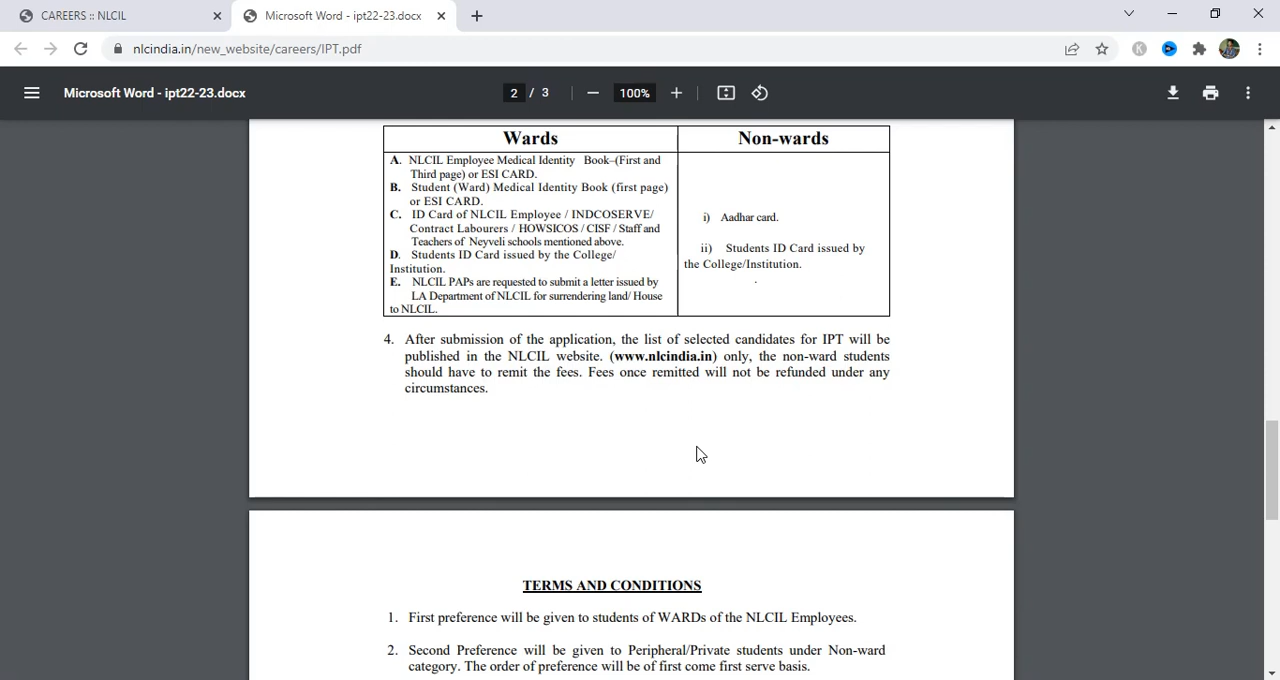 CAREERS :: NLCIL
Microsoft Word - ipt22-23.docx
nlcindia.in/new_website/careers/IPT.pdf
K
Microsoft Word - ipt22-23.docx
2 / 3
100%
Wards
Non-wards
A. NLCIL Employee Medical Identity Book–(First and
Third page) or ESI CARD.
B. Student (Ward) Medical Identity Book (first page)
or ESI CARD.
C. ID Card of NLCIL Employee / INDCOSERVE/
Contract Labourers / HOWSICOS / CISF / Staff and
Teachers of Neyveli schools mentioned above.
D. Students ID Card issued by the College/
Institution.
E. NLCIL PAPs are requested to submit a letter issued by
LA Department of NLCIL for surrendering land/ House
to NLCIL.
i) Aadhar card.
ii) Students ID Card issued by
the College/Institution.
.
4. After submission of the application, the list of selected candidates for IPT will be
published in the NLCIL website. (www.nlcindia.in) only, the non-ward students
should have to remit the fees. Fees once remitted will not be refunded under any
circumstances.
TERMS AND CONDITIONS
1. First preference will be given to students of WARDs of the NLCIL Employees.
2. Second Preference will be given to Peripheral/Private students under Non-ward
category. The order of preference will be of first come first serve basis.